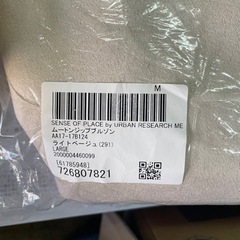 M
SENSE OF PLACE by URBAN RESEARCH ME
ムートンジップブルゾン
AA17-17B124
ライトベージュ(291)
LARGE
2000004460099
[61785948]
726807821